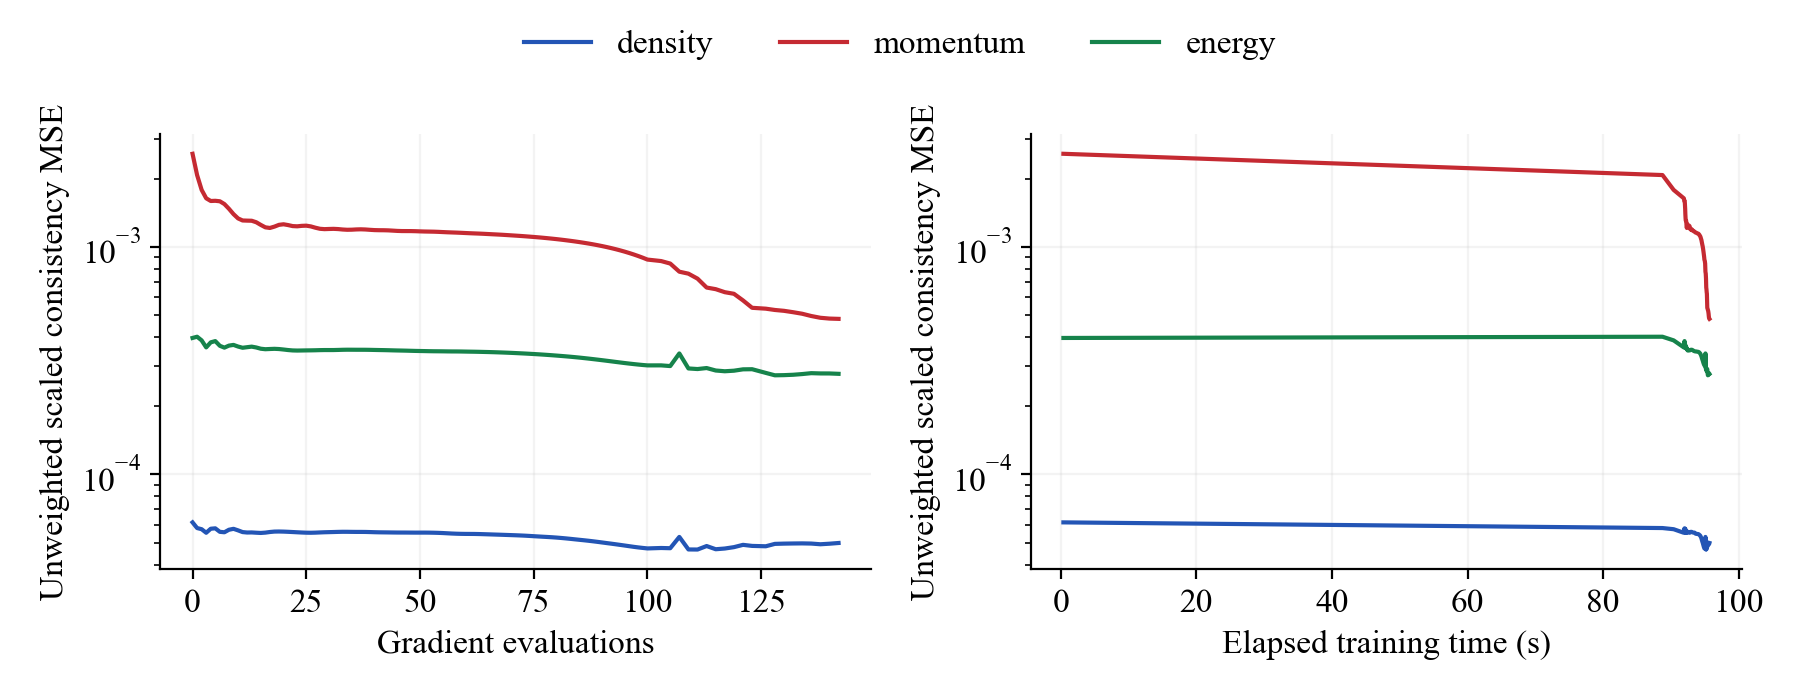 density momentum energy
Unweighted scaled consistency MSE
10⁻³
10⁻⁴
0 25 50 75 100 125
Gradient evaluations
Unweighted scaled consistency MSE
10⁻³
10⁻⁴
0 20 40 60 80 100
Elapsed training time (s)